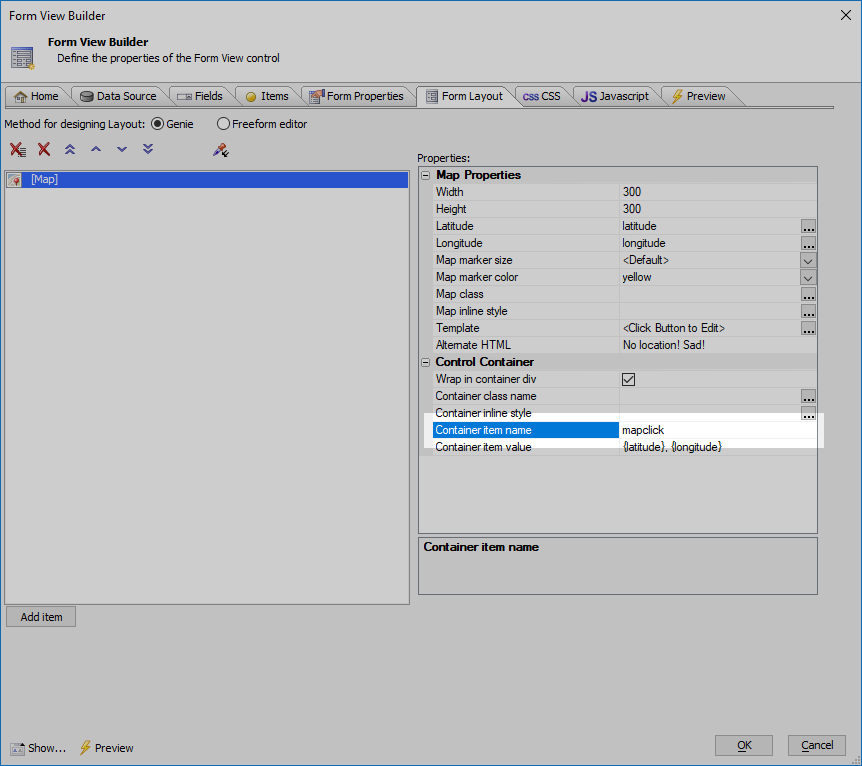 Form View Builder
Form View Builder
Define the properties of the Form View control
Home Data Source Fields Items Form Properties Form Layout CSS CSS JS Javascript Preview
Method for designing Layout: Genie Freeform editor
Properties:
[Map]
Map Properties
Width 300
Height 300
Latitude latitude ...
Longitude longitude ...
Map marker size <Default>
Map marker color yellow
Map class ...
Map inline style ...
Template <Click Button to Edit> ...
Alternate HTML No location! Sad!
Control Container
Wrap in container div
Container class name ...
Container inline style ...
Container item name mapclick
Container item value {latitude}, {longitude}
Container item name
Add item
Show... Preview
OK Cancel